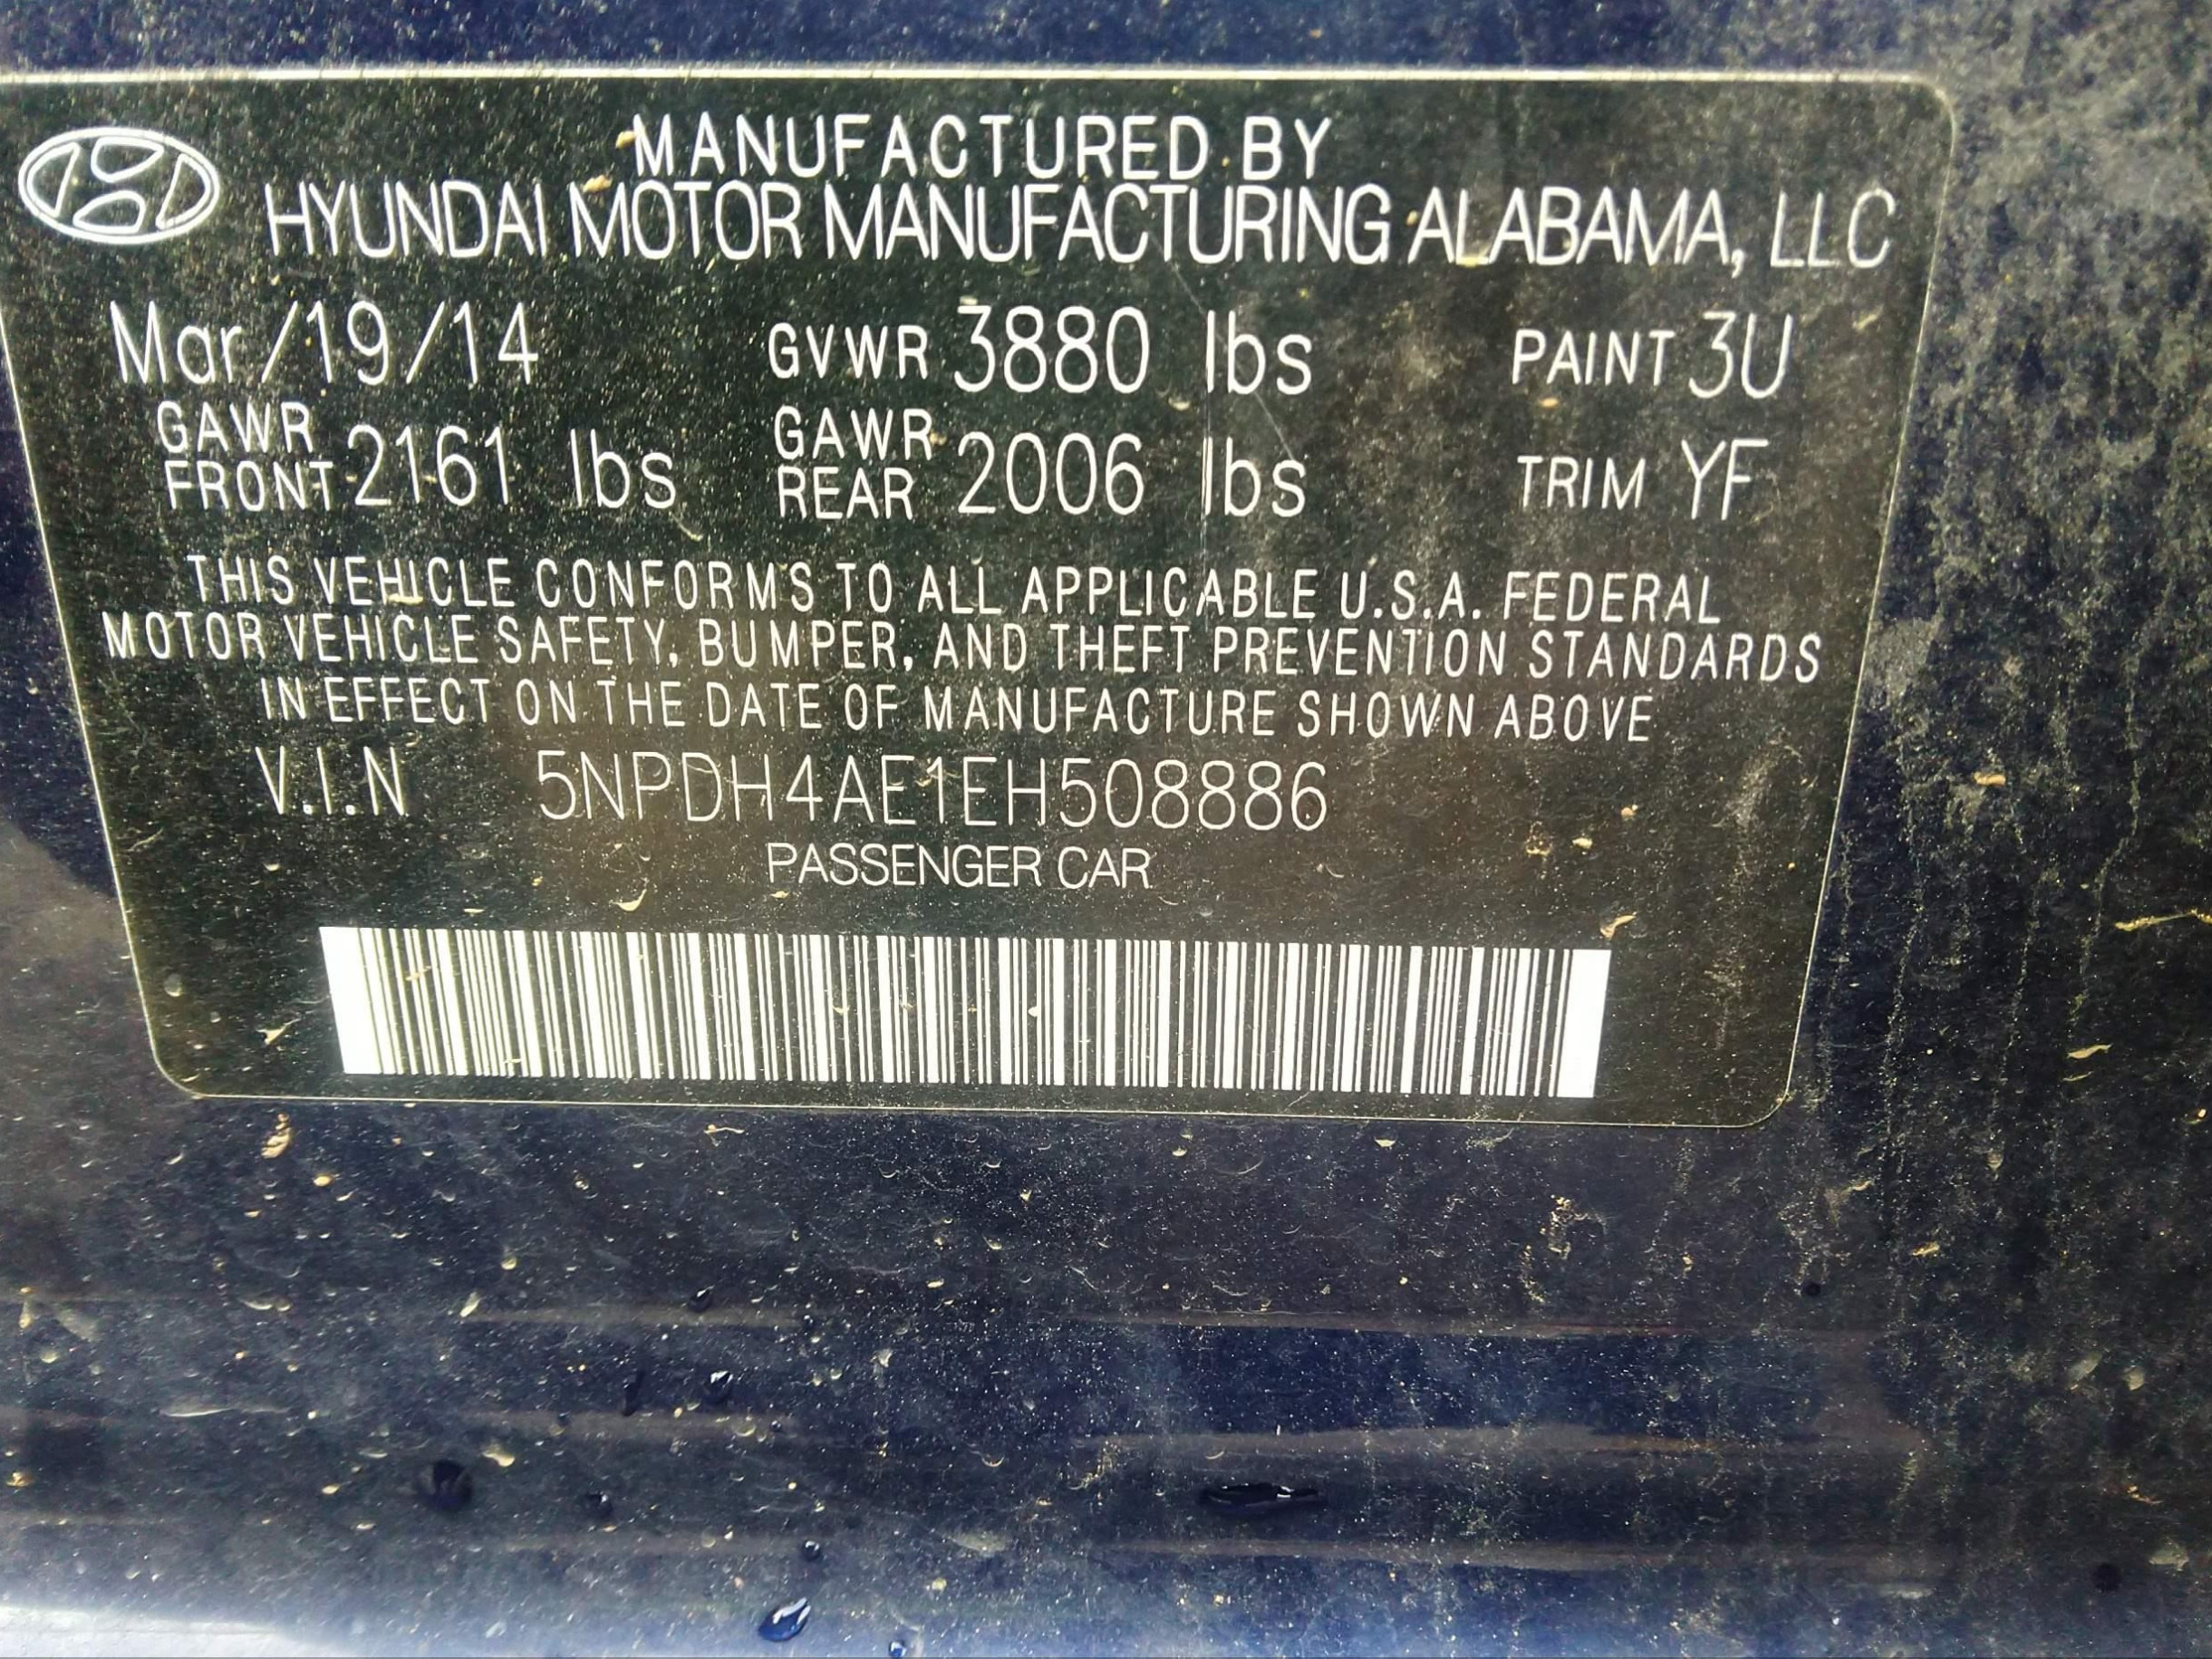 MANUFACTURED BY
HYUNDAI MOTOR MANUFACTURING ALABAMA, LLC
Mar/19/14 GVWR 3880 lbs PAINT 3U
GAWR FRONT 2161 lbs GAWR REAR 2006 lbs TRIM YF
THIS VEHICLE CONFORMS TO ALL APPLICABLE U.S.A. FEDERAL
MOTOR VEHICLE SAFETY, BUMPER, AND THEFT PREVENTION STANDARDS
IN EFFECT ON THE DATE OF MANUFACTURE SHOWN ABOVE
V.I.N 5NPDH4AE1EH508886
PASSENGER CAR